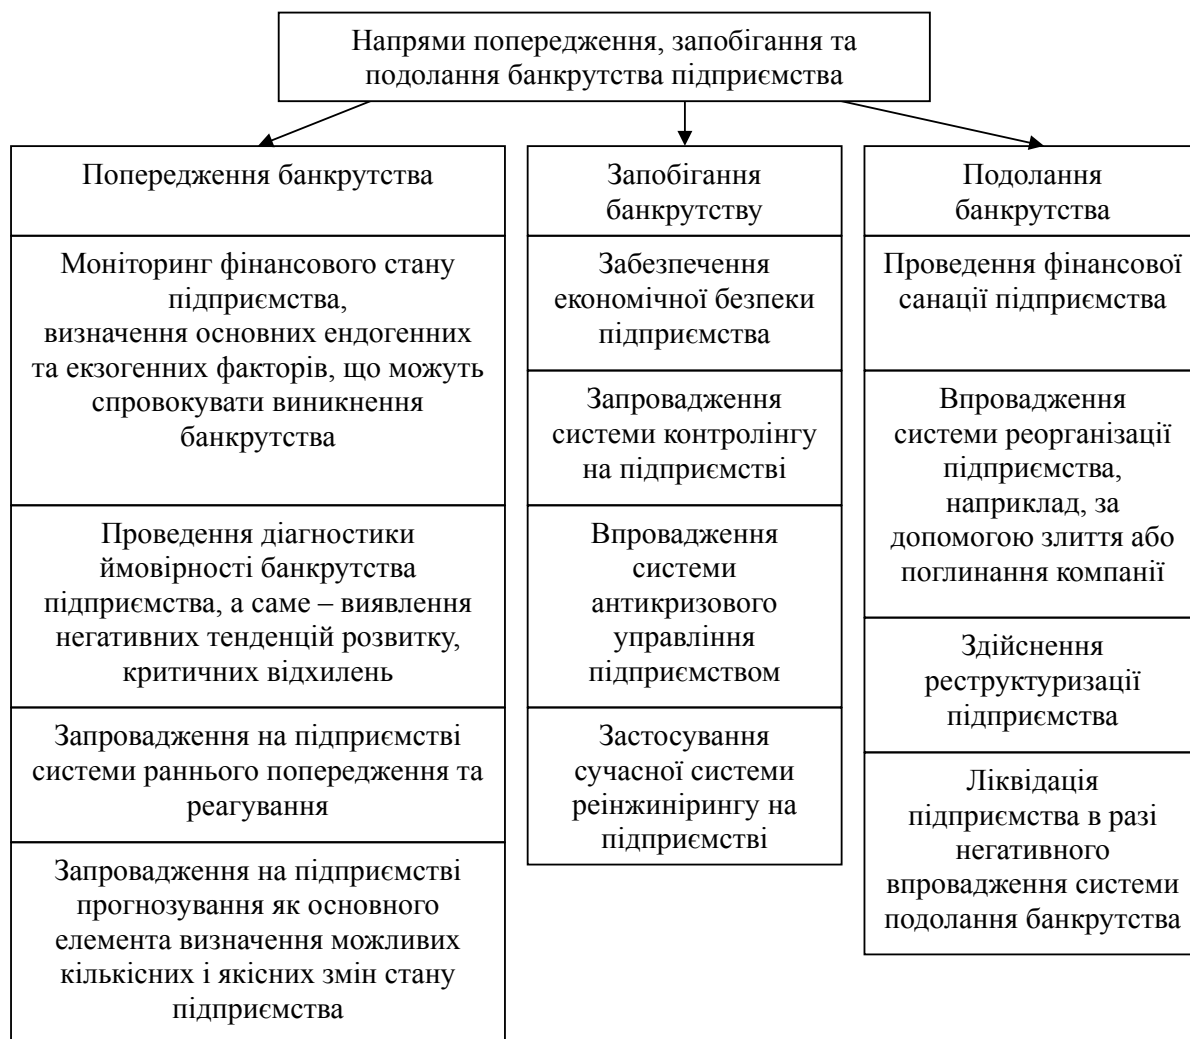 Напрями попередження, запобігання та
подолання банкрутства підприємства
Попередження банкрутства
Моніторинг фінансового стану
підприємства,
визначення основних ендогенних
та екзогенних факторів, що можуть
спровокувати виникнення
банкрутства
Проведення діагностики
ймовірності банкрутства
підприємства, а саме – виявлення
негативних тенденцій розвитку,
критичних відхилень
Запровадження на підприємстві
системи раннього попередження та
реагування
Запровадження на підприємстві
прогнозування як основного
елемента визначення можливих
кількісних і якісних змін стану
підприємства
Запобігання
банкрутству
Забезпечення
економічної безпеки
підприємства
Запровадження
системи контролінгу
на підприємстві
Впровадження
системи
антикризового
управління
підприємством
Застосування
сучасної системи
реінжинірингу на
підприємстві
Подолання
банкрутства
Проведення фінансової
санації підприємства
Впровадження
системи реорганізації
підприємства,
наприклад, за
допомогою злиття або
поглинання компанії
Здійснення
реструктуризації
підприємства
Ліквідація
підприємства в разі
негативного
впровадження системи
подолання банкрутства